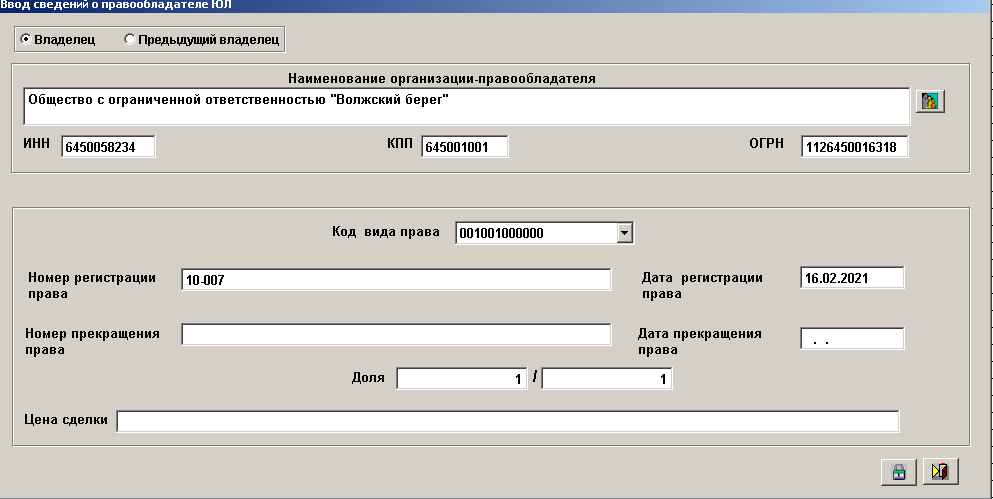 Ввод сведений о правообладателе ЮЛ
Владелец Предыдущий владелец
Наименование организации-правообладателя
Общество с ограниченной ответственностью "Волжский берег"
ИНН 6450058234 КПП 645001001 ОГРН 1126450016318
Код вида права 001001000000
Номер регистрации права 10-007 Дата регистрации права 16.02.2021
Номер прекращения права Дата прекращения права . .
Доля 1 / 1
Цена сделки